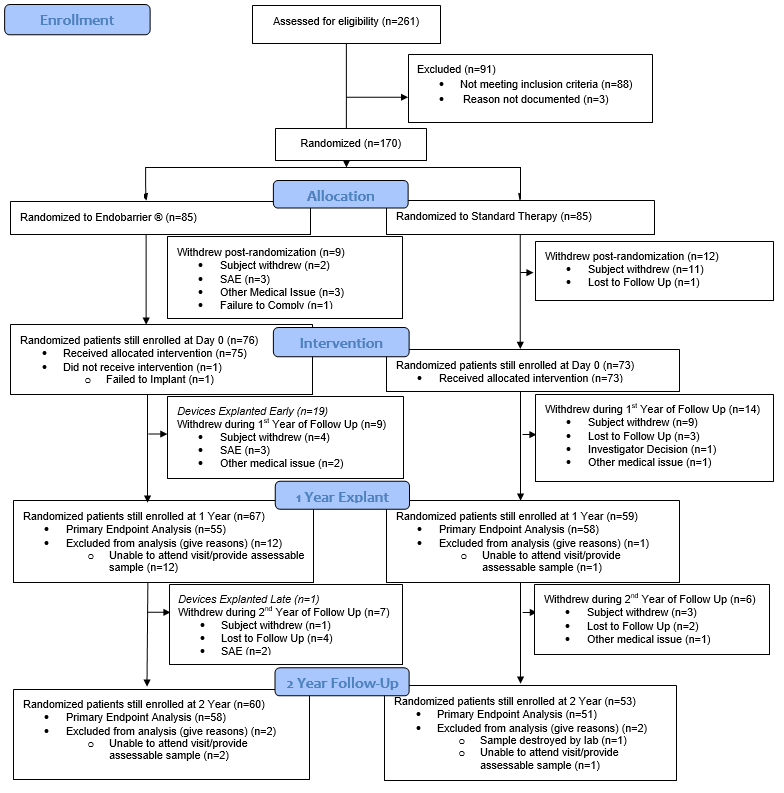 Enrollment
Assessed for eligibility (n=261)
Excluded (n=91)
• Not meeting inclusion criteria (n=88)
• Reason not documented (n=3)
Randomized (n=170)
Allocation
Randomized to Endobarrier ® (n=85)
Randomized to Standard Therapy (n=85)
Withdrew post-randomization (n=9)
• Subject withdrew (n=2)
• SAE (n=3)
• Other Medical Issue (n=3)
• Failure to Comply (n=1)
Withdrew post-randomization (n=12)
• Subject withdrew (n=11)
• Lost to Follow Up (n=1)
Intervention
Randomized patients still enrolled at Day 0 (n=76)
• Received allocated intervention (n=75)
• Did not receive intervention (n=1)
o Failed to Implant (n=1)
Randomized patients still enrolled at Day 0 (n=73)
• Received allocated intervention (n=73)
Devices Explanted Early (n=19)
Withdrew during 1st Year of Follow Up (n=9)
• Subject withdrew (n=4)
• SAE (n=3)
• Other medical issue (n=2)
Withdrew during 1st Year of Follow Up (n=14)
• Subject withdrew (n=9)
• Lost to Follow Up (n=3)
• Investigator Decision (n=1)
• Other medical issue (n=1)
1 Year Explant
Randomized patients still enrolled at 1 Year (n=67)
• Primary Endpoint Analysis (n=55)
• Excluded from analysis (give reasons) (n=12)
o Unable to attend visit/provide assessable
sample (n=12)
Randomized patients still enrolled at 1 Year (n=59)
• Primary Endpoint Analysis (n=58)
• Excluded from analysis (give reasons) (n=1)
o Unable to attend visit/provide
assessable sample (n=1)
Devices Explanted Late (n=1)
Withdrew during 2nd Year of Follow Up (n=7)
• Subject withdrew (n=1)
• Lost to Follow Up (n=4)
• SAE (n=2)
Withdrew during 2nd Year of Follow Up (n=6)
• Subject withdrew (n=3)
• Lost to Follow Up (n=2)
• Other medical issue (n=1)
2 Year Follow-Up
Randomized patients still enrolled at 2 Year (n=60)
• Primary Endpoint Analysis (n=58)
• Excluded from analysis (give reasons) (n=2)
o Unable to attend visit/provide
assessable sample (n=2)
Randomized patients still enrolled at 2 Year (n=53)
• Primary Endpoint Analysis (n=51)
• Excluded from analysis (give reasons) (n=2)
o Sample destroyed by lab (n=1)
o Unable to attend visit/provide
assessable sample (n=1)